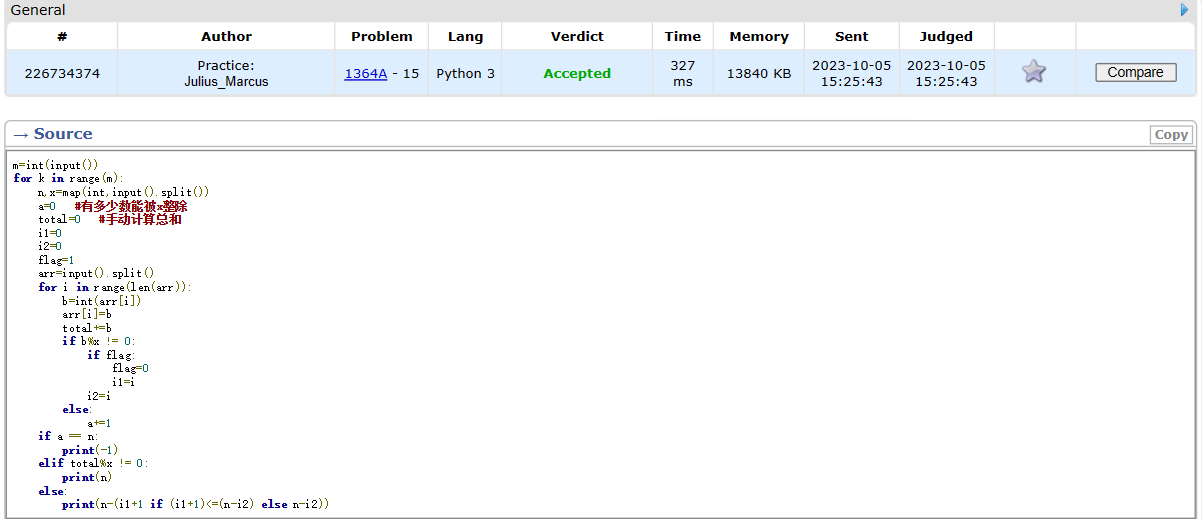 General
# Author Problem Lang Verdict Time Memory Sent Judged
226734374 Practice: Julius_Marcus 1364A - 15 Python 3 Accepted 327 ms 13840 KB 2023-10-05 15:25:43 2023-10-05 15:25:43 Compare
→ Source Copy
m=int(input())
for k in range(m):
    n,x=map(int,input().split())
    a=0   #有多少数能被x整除
    total=0   #手动计算总和
    i1=0
    i2=0
    flag=1
    arr=input().split()
    for i in range(len(arr)):
        b=int(arr[i])
        arr[i]=b
        total+=b
        if b%x != 0:
            if flag:
                flag=0
                i1=i
            i2=i
        else:
            a+=1
    if a == n:
        print(-1)
    elif total%x != 0:
        print(n)
    else:
        print(n-(i1+1 if (i1+1)<=(n-i2) else n-i2))